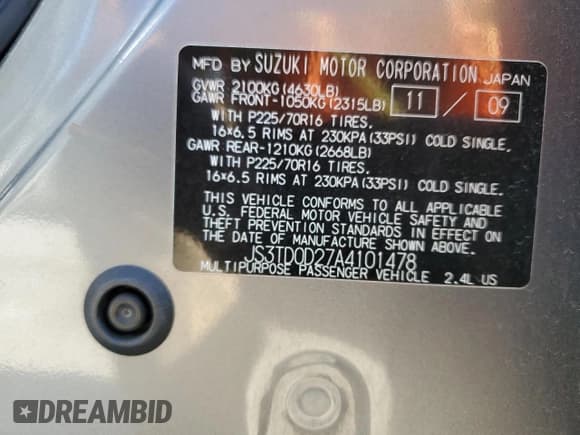 MFD BY SUZUKI MOTOR CORPORATION JAPAN
GVWR 2100KG(4630LB) 11 / 09
GAWR FRONT-1050KG(2315LB)
WITH P225/70R16 TIRES,
16×6.5 RIMS AT 230KPA(33PSI) COLD SINGLE.
GAWR REAR-1210KG(2668LB)
WITH P225/70R16 TIRES,
16×6.5 RIMS AT 230KPA(33PSI) COLD SINGLE.
THIS VEHICLE CONFORMS TO ALL APPLICABLE
U.S. FEDERAL MOTOR VEHICLE SAFETY AND
THEFT PREVENTION STANDARDS IN EFFECT ON
THE DATE OF MANUFACTURE SHOWN ABOVE.
JS3TD0D27A4101478
MULTIPURPOSE PASSENGER VEHICLE 2.4L US
DREAMBID